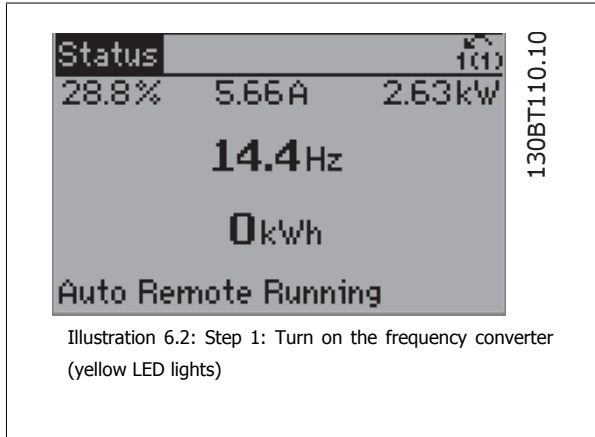 Status 1(1)
28.8% 5.66A 2.63kW
14.4Hz
0kWh
Auto Remote Running
130BT110.10
Illustration 6.2: Step 1: Turn on the frequency converter
(yellow LED lights)